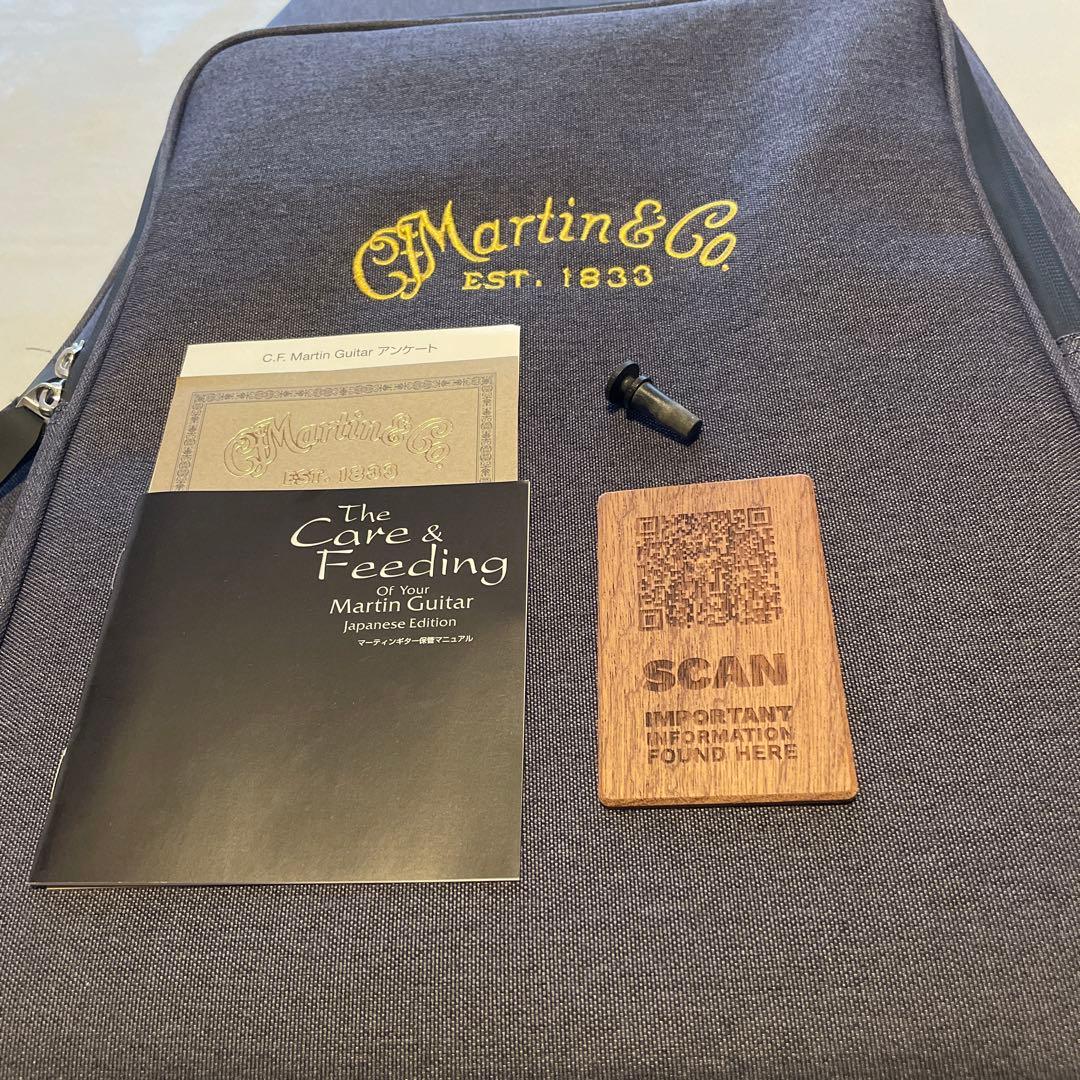 CFMartin & Co.
EST. 1833
C.F. Martin Guitar アンケート
CFMartin & Co.
EST. 1833
The
Care &
Feeding
Of Your
Martin Guitar
Japanese Edition
マーティンギター保管マニュアル
SCAN
IMPORTANT
INFORMATION
FOUND HERE